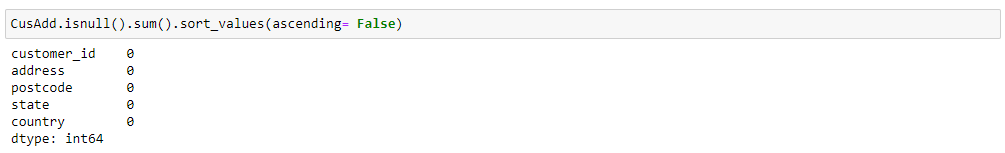 CusAdd.isnull().sum().sort_values(ascending= False)
customer_id    0
address        0
postcode       0
state          0
country        0
dtype: int64